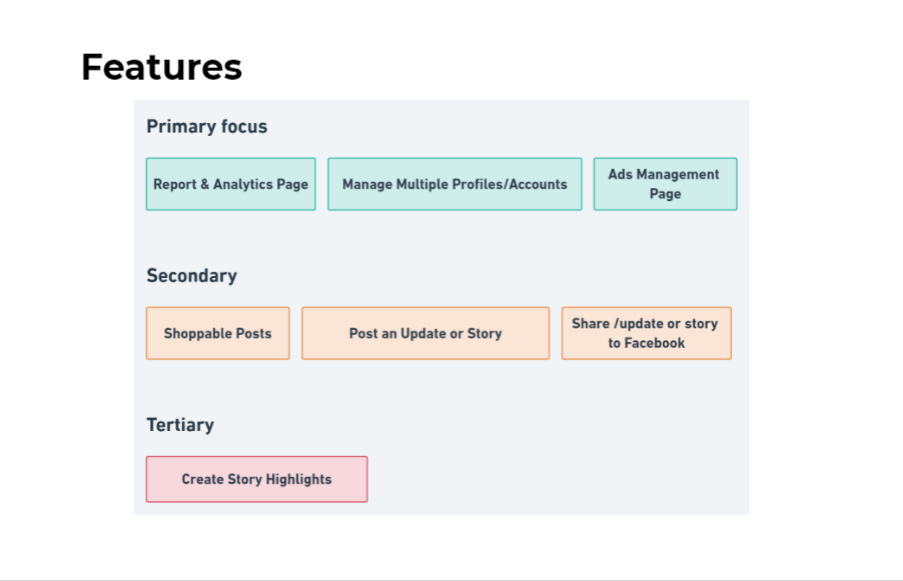 Features
Primary focus
Report & Analytics Page
Manage Multiple Profiles/Accounts
Ads Management
Page
Secondary
Shoppable Posts
Post an Update or Story
Share /update or story
to Facebook
Tertiary
Create Story Highlights